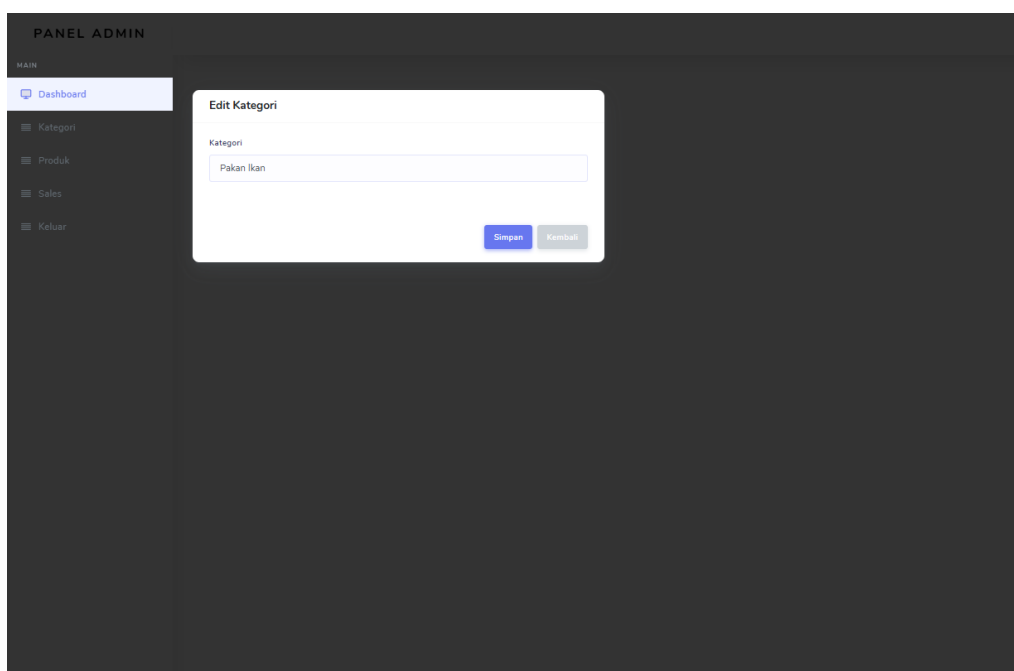 PANEL ADMIN
MAIN
Dashboard
Kategori
Produk
Sales
Keluar
Edit Kategori
Kategori
Pakan Ikan
Simpan Kembali